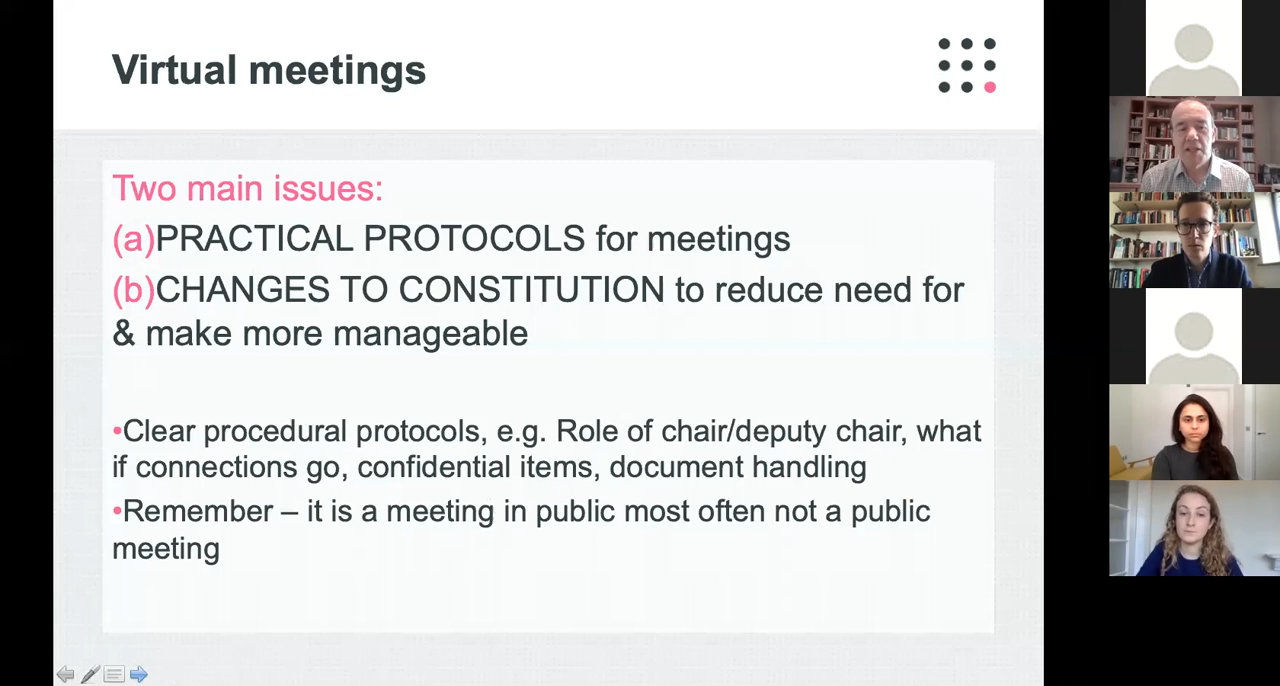 Virtual meetings
Two main issues:
(a)PRACTICAL PROTOCOLS for meetings
(b)CHANGES TO CONSTITUTION to reduce need for
& make more manageable
•Clear procedural protocols, e.g. Role of chair/deputy chair, what
if connections go, confidential items, document handling
•Remember – it is a meeting in public most often not a public
meeting